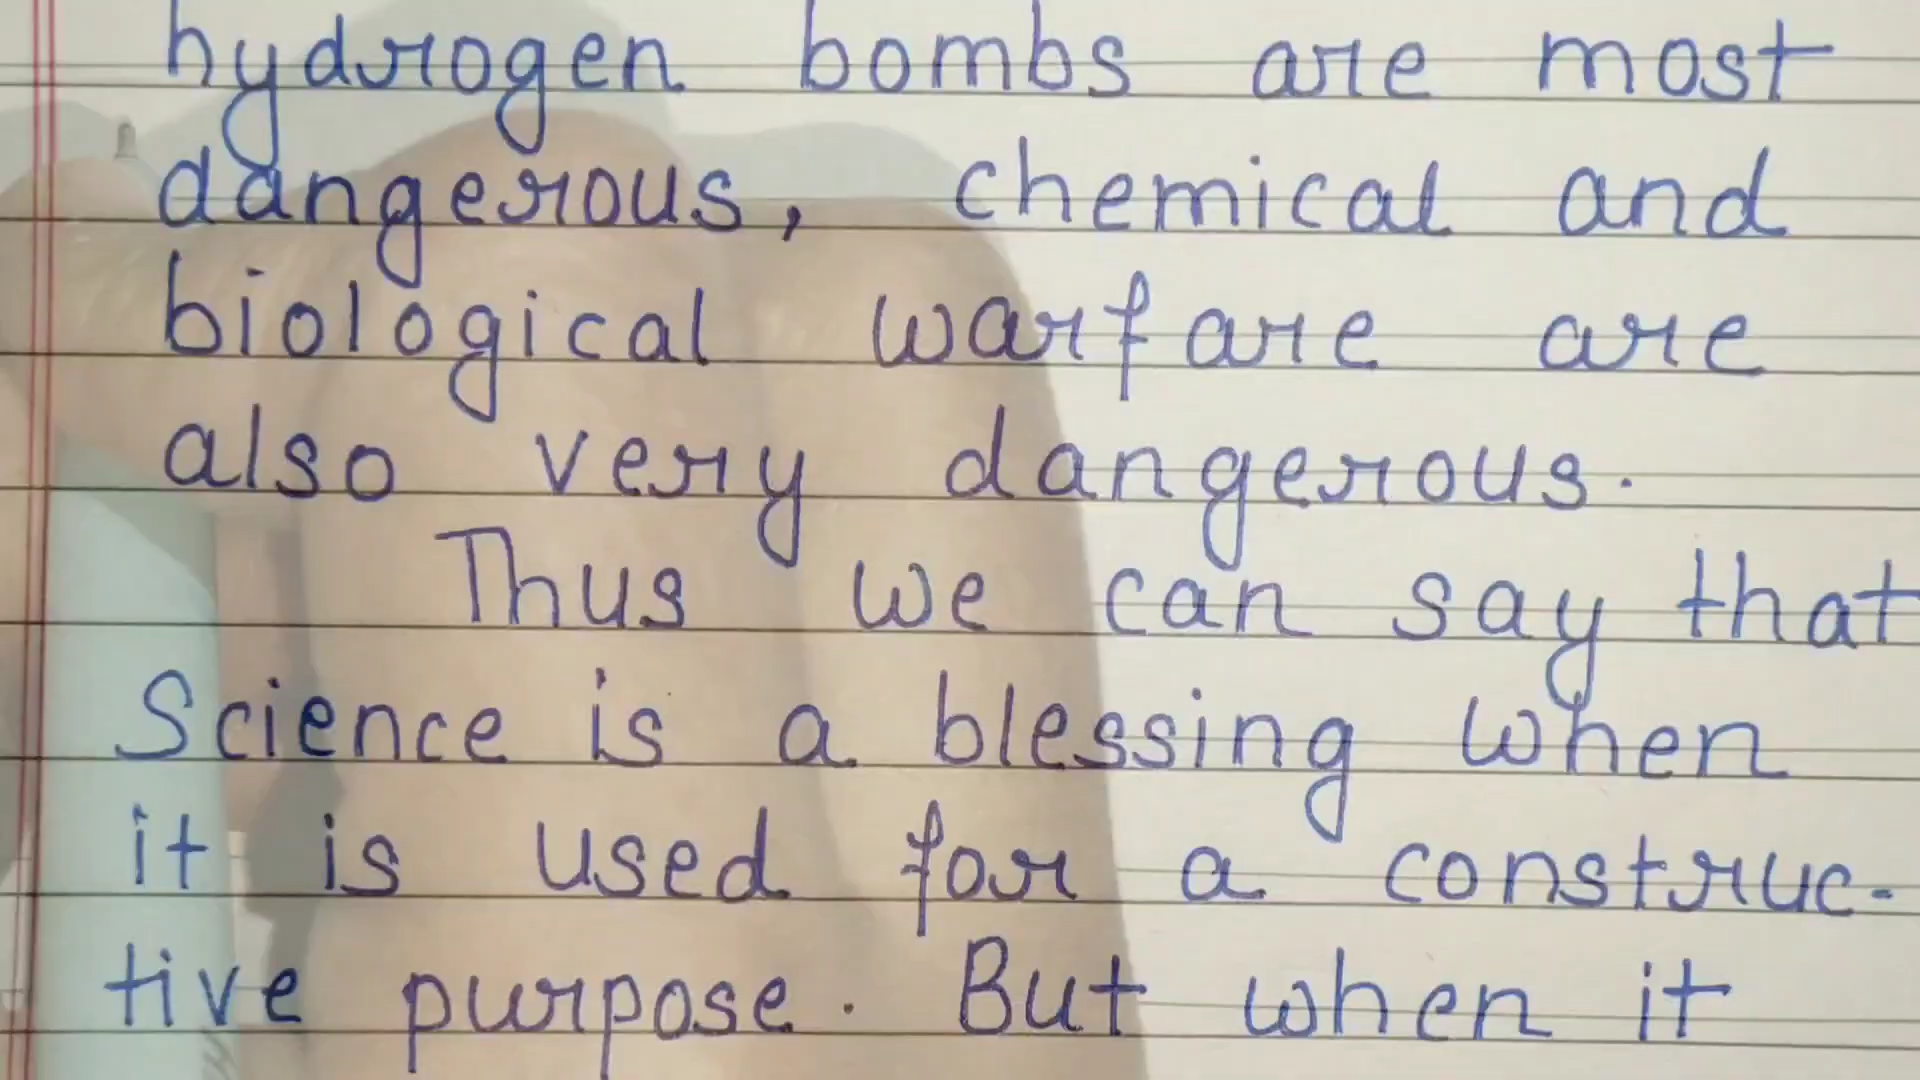 hydrogen bombs are most
dangerous, chemical and
biological warfare are
also very dangerous.
Thus we can say that
Science is a blessing when
it is used for a construc-
tive purpose. But when it